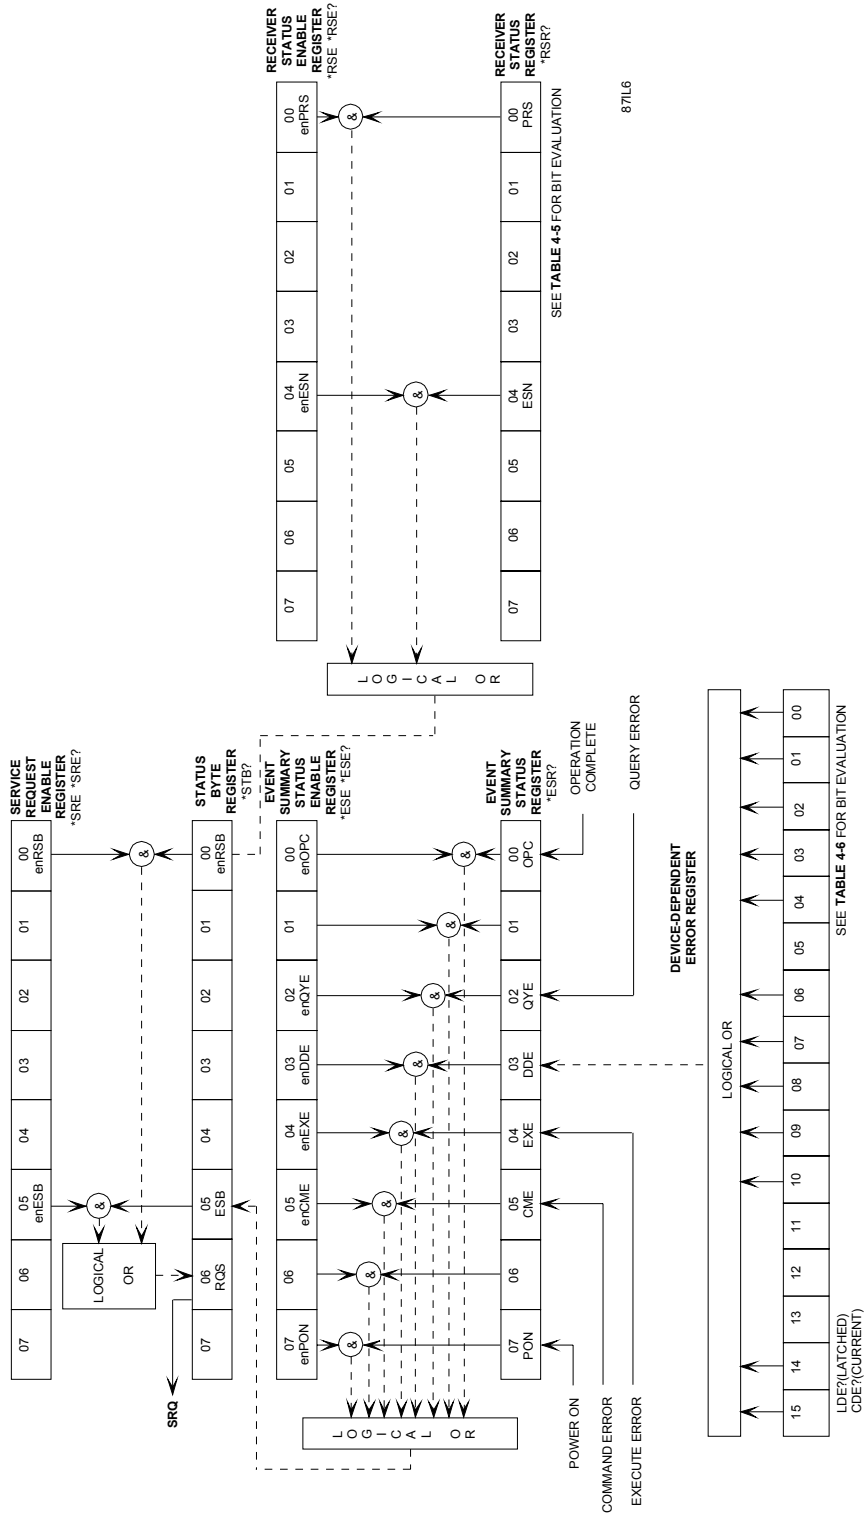 SERVICE
REQUEST
ENABLE
REGISTER
*SRE *SRE?
07
06
05
enESB
04
03
02
01
00
enRSB
&
&
LOGICAL
OR
SRQ
STATUS
BYTE
REGISTER
*STB?
07
06
RQS
05
ESB
04
03
02
01
00
enRSB
EVENT
SUMMARY
STATUS
ENABLE
REGISTER
*ESE *ESE?
07
enPON
06
05
enCME
04
enEXE
03
enDDE
02
enQYE
01
00
enOPC
&
&
&
&
&
&
&
&
LOGICAL OR
EVENT
SUMMARY
STATUS
REGISTER
*ESR?
07
PON
06
05
CME
04
EXE
03
DDE
02
QYE
01
00
OPC
POWER ON
COMMAND ERROR
EXECUTE ERROR
OPERATION
COMPLETE
QUERY ERROR
RECEIVER
STATUS
ENABLE
REGISTER
*RSE *RSE?
07
06
05
04
enESN
03
02
01
00
enPRS
&
&
LOGICAL OR
RECEIVER
STATUS
REGISTER
*RSR?
07
06
05
04
ESN
03
02
01
00
PRS
SEE TABLE 4-5 FOR BIT EVALUATION
87IL6
DEVICE-DEPENDENT
ERROR REGISTER
LOGICAL OR
15
14
13
12
11
10
09
08
07
06
05
04
03
02
01
00
LDE?(LATCHED)
CDE?(CURRENT)
SEE TABLE 4-6 FOR BIT EVALUATION